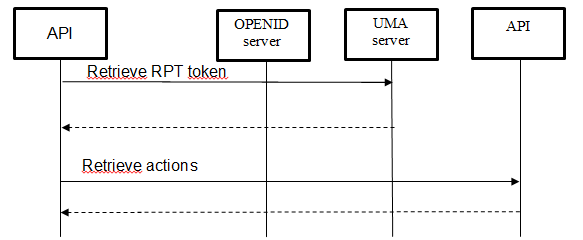 API
OPENID
server
UMA
server
API
Retrieve RPT token
Retrieve actions